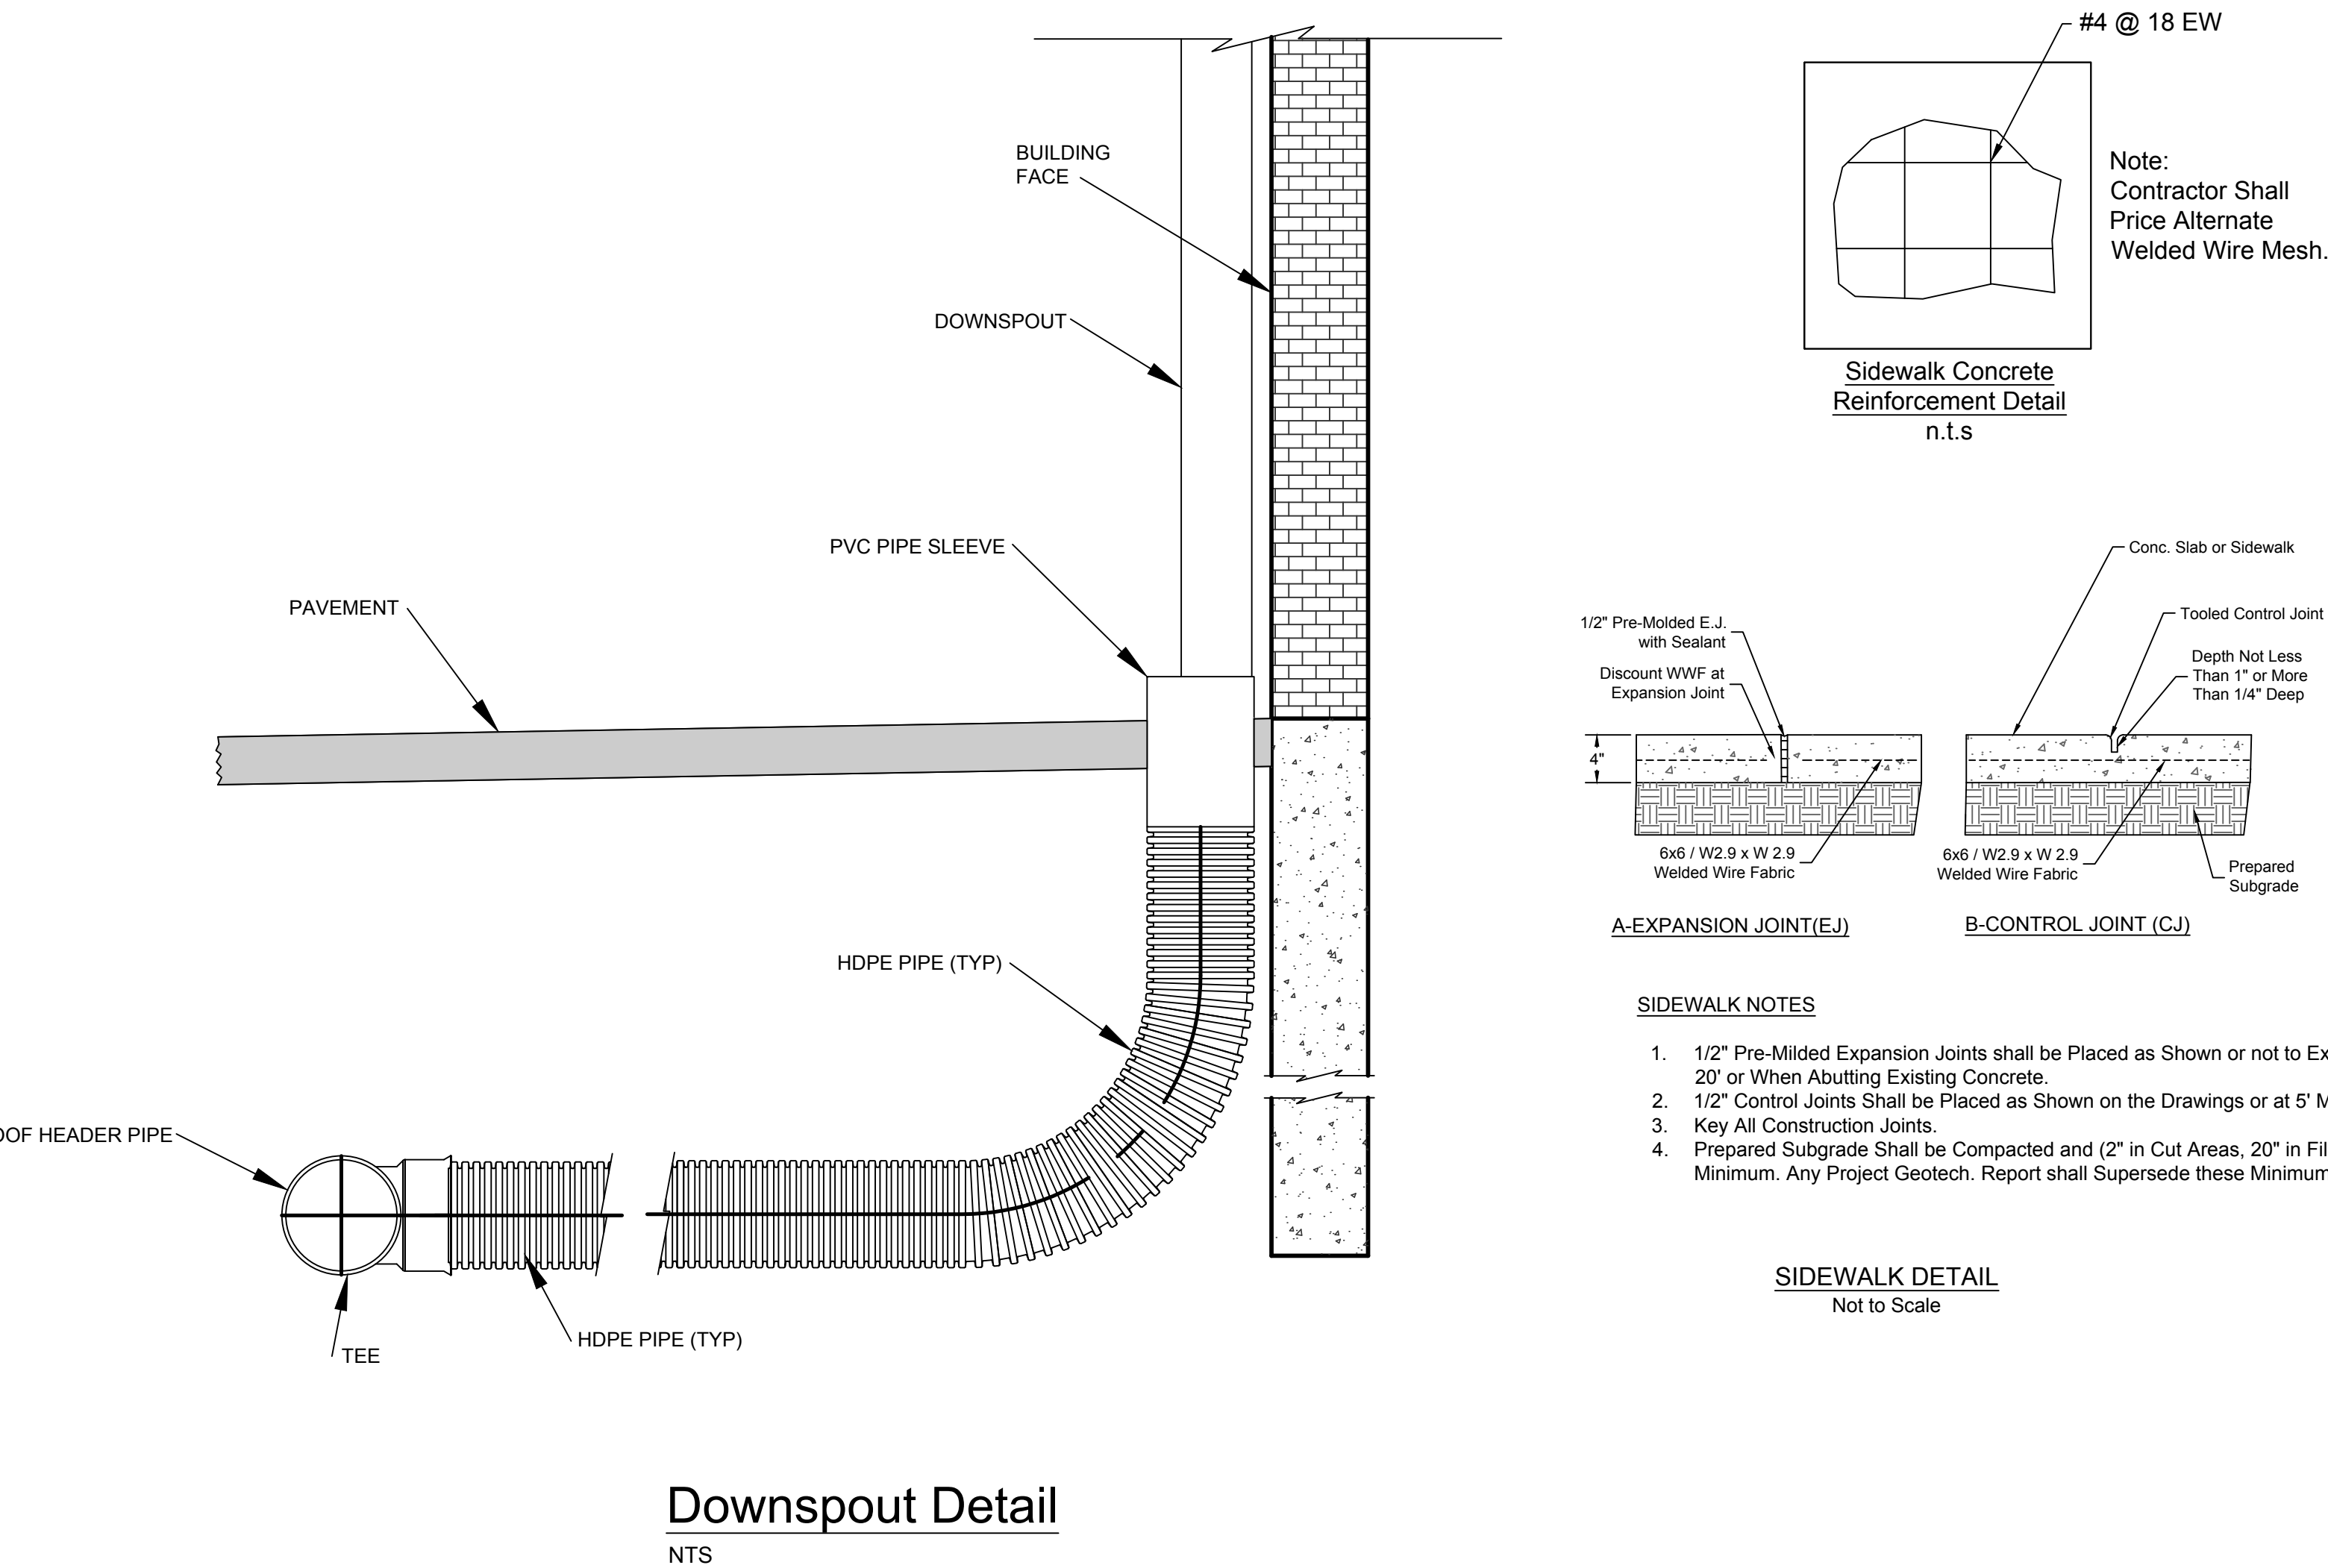 BUILDING
FACE
DOWNSPOUT
PVC PIPE SLEEVE
PAVEMENT
HDPE PIPE (TYP)
HEADER PIPE
TEE
HDPE PIPE (TYP)
Downspout Detail
NTS
#4 @ 18 EW
Note:
Contractor Shall
Price Alternate
Welded Wire Mesh.
Sidewalk Concrete
Reinforcement Detail
n.t.s
1/2" Pre-Molded E.J.
with Sealant
Discount WWF at
Expansion Joint
4"
6x6 / W2.9 x W 2.9
Welded Wire Fabric
A-EXPANSION JOINT(EJ)
Conc. Slab or Sidewalk
Tooled Control Joint
Depth Not Less
Than 1" or More
Than 1/4" Deep
6x6 / W2.9 x W 2.9
Welded Wire Fabric
Prepared
Subgrade
B-CONTROL JOINT (CJ)
SIDEWALK NOTES
1. 1/2" Pre-Milded Expansion Joints shall be Placed as Shown or not to
20' or When Abutting Existing Concrete.
2. 1/2" Control Joints Shall be Placed as Shown on the Drawings or at 5'
3. Key All Construction Joints.
4. Prepared Subgrade Shall be Compacted and (2" in Cut Areas, 20" in
Minimum. Any Project Geotech. Report shall Supersede these
SIDEWALK DETAIL
Not to Scale